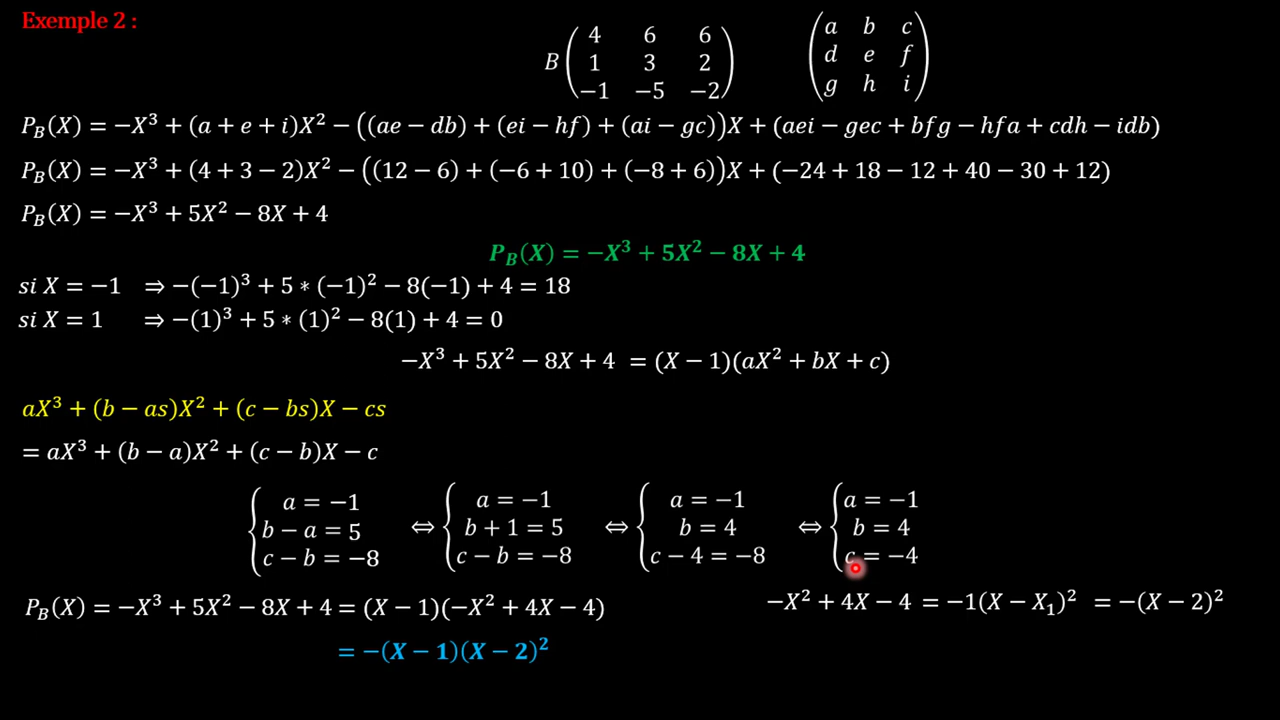 Exemple 2 :
B ( 4 6 6 ) ( a b c )
( 1 3 2 ) ( d e f )
( −1 −5 −2 ) ( g h i )
P_B(X) = −X³ + (a + e + i)X² − ((ae − db) + (ei − hf) + (ai − gc))X + (aei − gec + bfg − hfa + cdh − idb)
P_B(X) = −X³ + (4 + 3 − 2)X² − ((12 − 6) + (−6 + 10) + (−8 + 6))X + (−24 + 18 − 12 + 40 − 30 + 12)
P_B(X) = −X³ + 5X² − 8X + 4
P_B(X) = −X³ + 5X² − 8X + 4
si X = −1 ⇒ −(−1)³ + 5 ∗ (−1)² − 8(−1) + 4 = 18
si X = 1 ⇒ −(1)³ + 5 ∗ (1)² − 8(1) + 4 = 0
−X³ + 5X² − 8X + 4 = (X − 1)(aX² + bX + c)
aX³ + (b − as)X² + (c − bs)X − cs
= aX³ + (b − a)X² + (c − b)X − c
{ a = −1 ⇔ { a = −1 ⇔ { a = −1 ⇔ { a = −1
b − a = 5 b + 1 = 5 b = 4 b = 4
c − b = −8 c − b = −8 c − 4 = −8 c = −4
P_B(X) = −X³ + 5X² − 8X + 4 = (X − 1)(−X² + 4X − 4) −X² + 4X − 4 = −1(X − X₁)² = −(X − 2)²
= −(X − 1)(X − 2)²